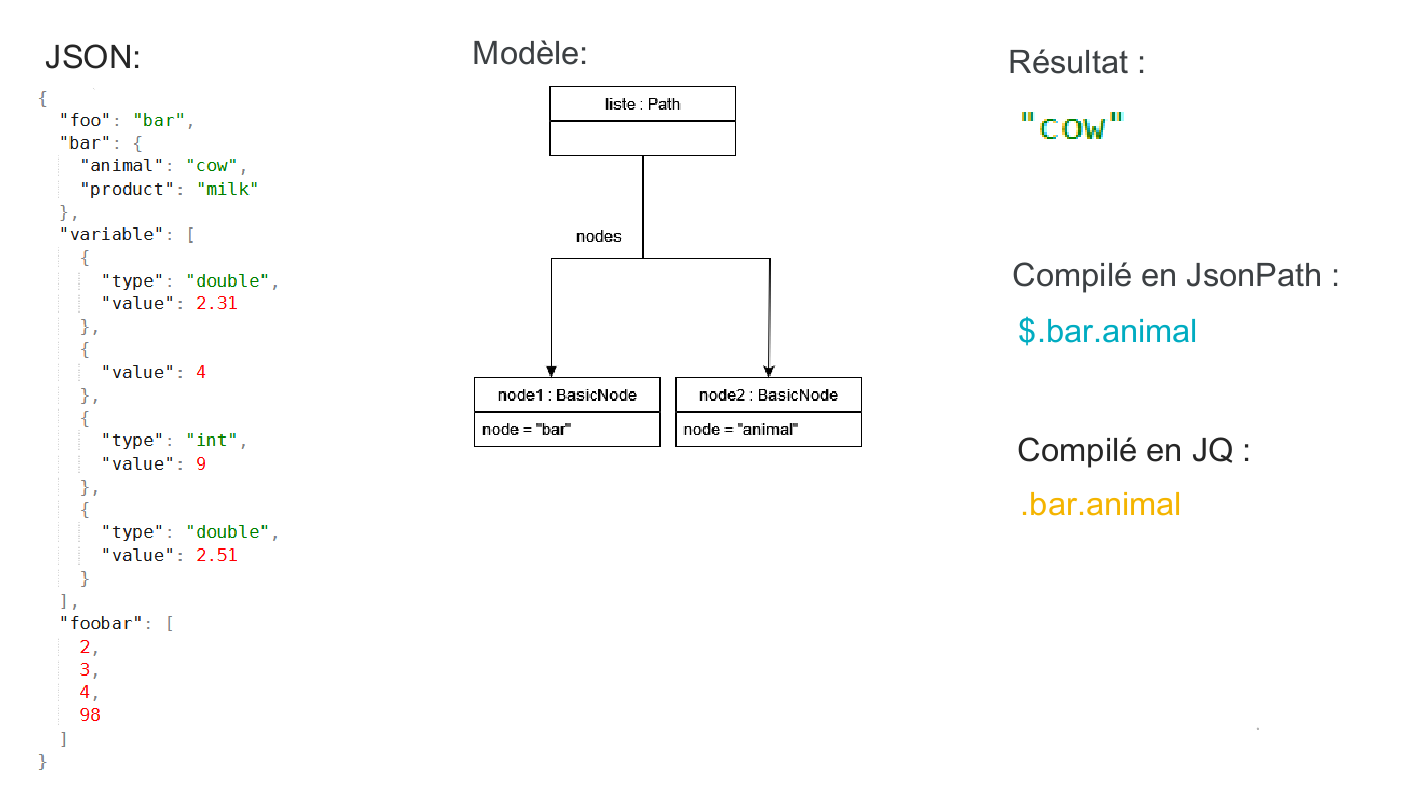 JSON:
{
"foo": "bar",
"bar": {
"animal": "cow",
"product": "milk"
},
"variable": [
{
"type": "double",
"value": 2.31
},
{
"value": 4
},
{
"type": "int",
"value": 9
},
{
"type": "double",
"value": 2.51
}
],
"foobar": [
2,
3,
4,
98
]
}
Modèle:
liste : Path
nodes
node1 : BasicNode
node = "bar"
node2 : BasicNode
node = "animal"
Résultat :
"cow"
Compilé en JsonPath :
$.bar.animal
Compilé en JQ :
.bar.animal